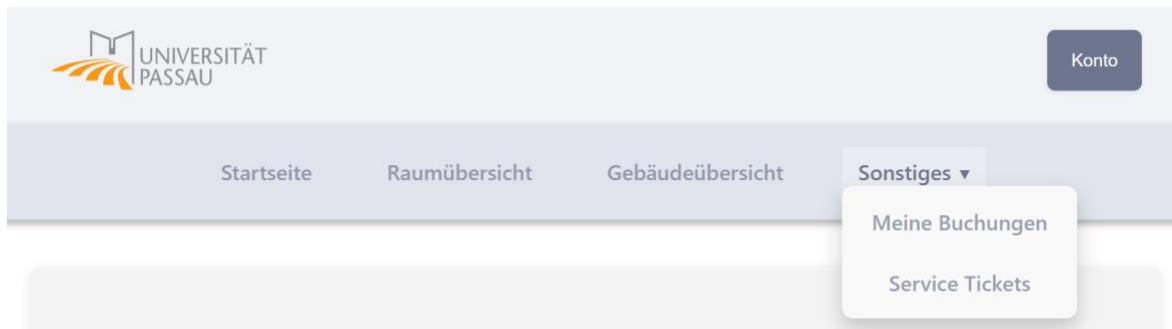 UNIVERSITÄT
PASSAU
Konto
Startseite Raumübersicht Gebäudeübersicht Sonstiges ▾
Meine Buchungen
Service Tickets